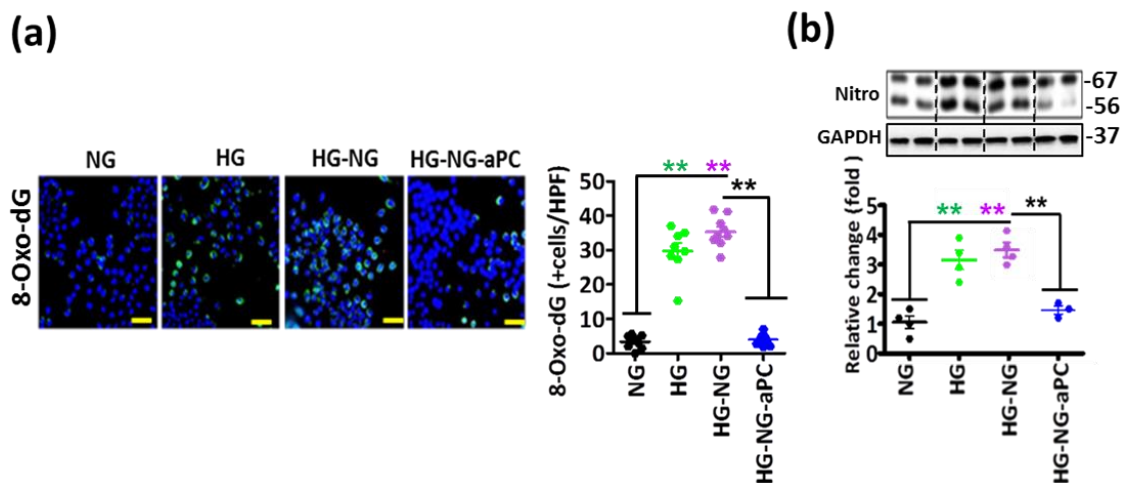 (a)
NG HG HG-NG HG-NG-aPC
8-Oxo-dG
8-Oxo-dG (+cells/HPF)
50
40
30
20
10
0
** **
**
NG HG HG-NG HG-NG-aPC
(b)
Nitro
-67
-56
GAPDH
-37
Relative change (fold)
5
4
3
2
1
0
** ** **
NG HG HG-NG HG-NG-aPC